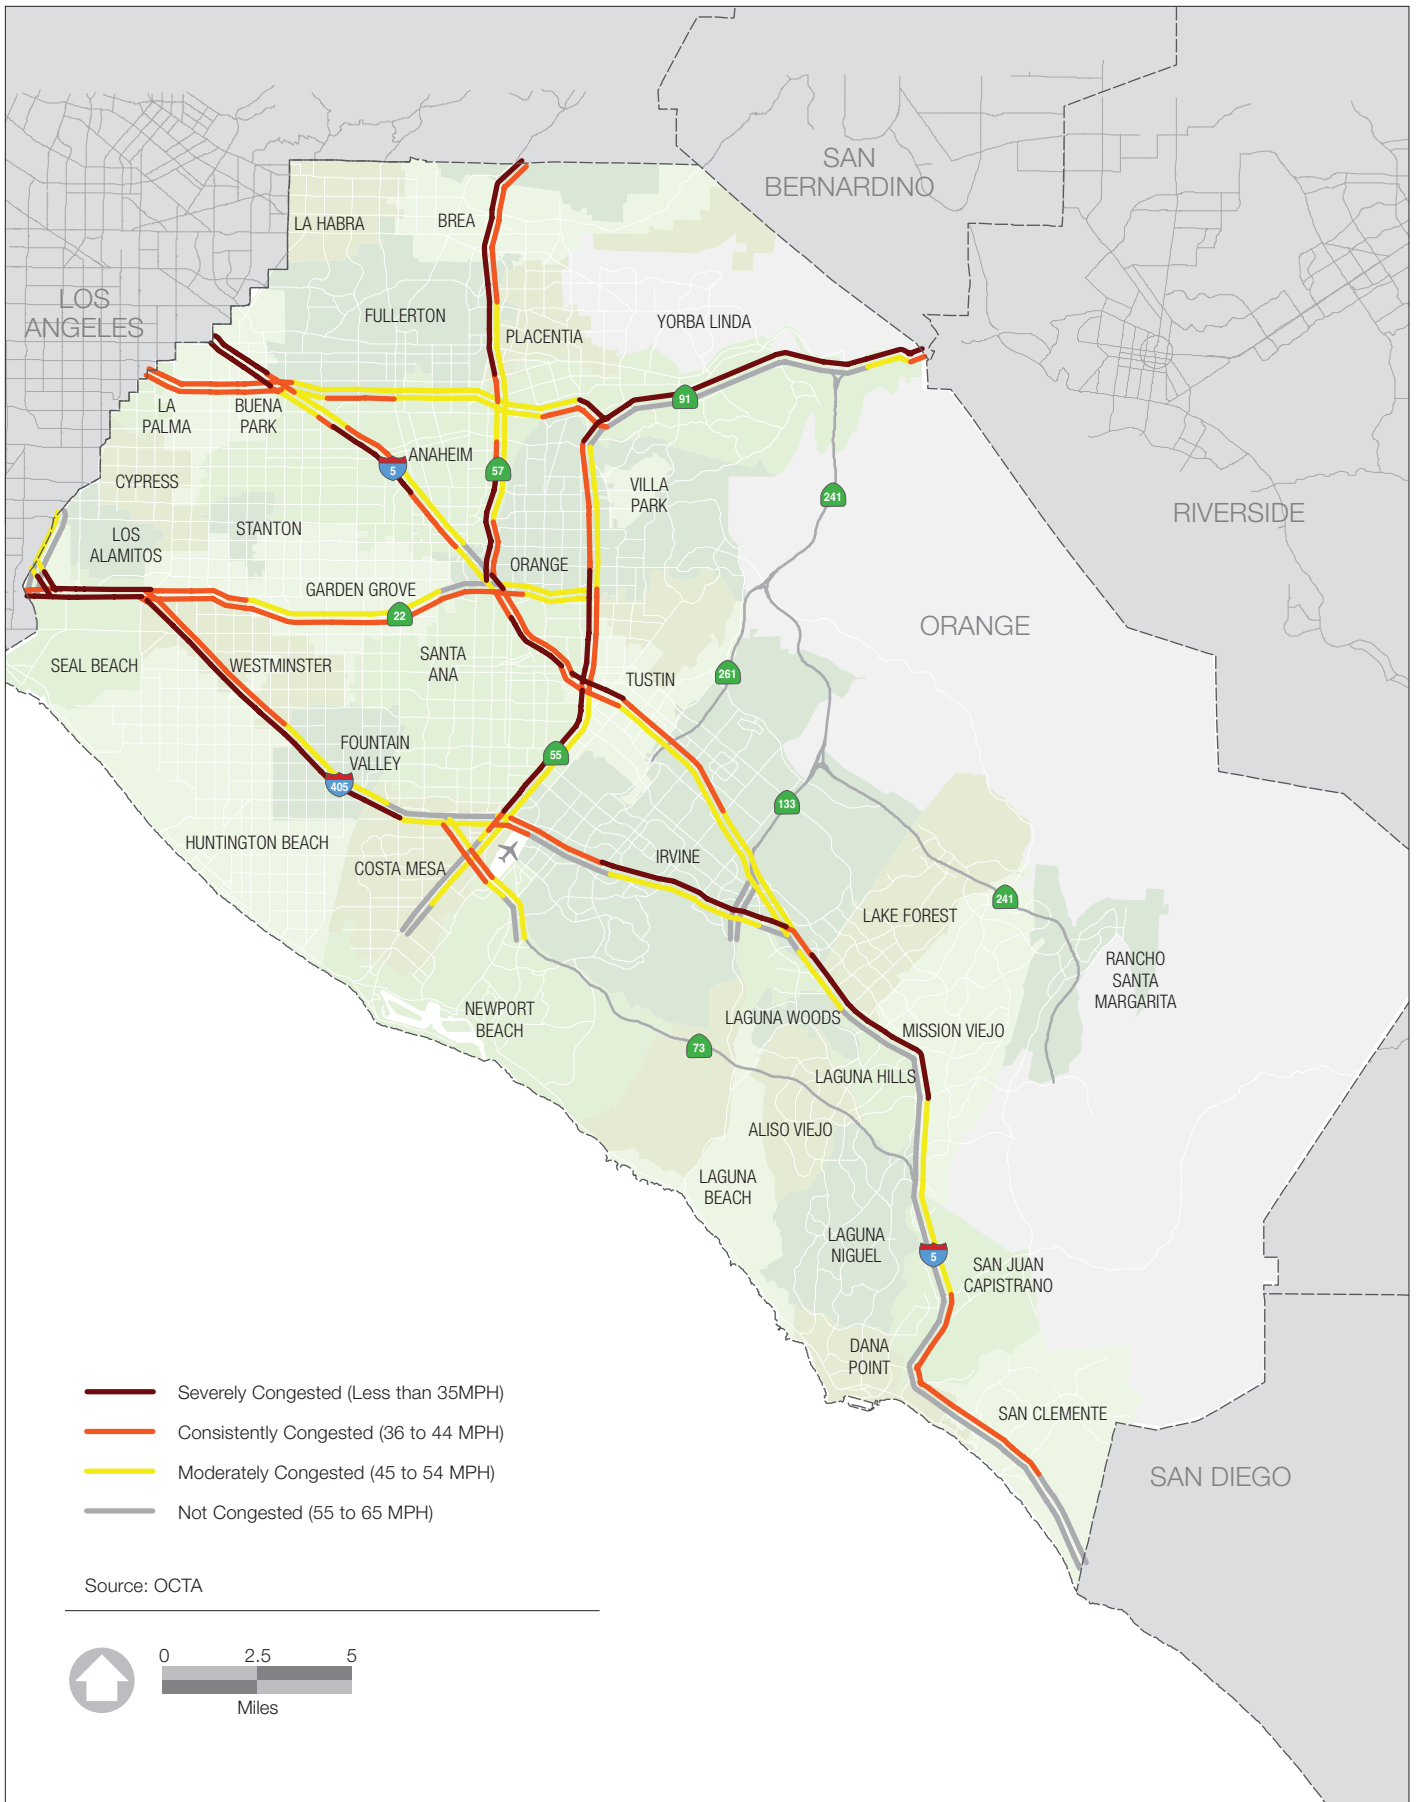 SAN
BERNARDINO
LA HABRA
BREA
LOS
ANGELES
FULLERTON
PLACENTIA
YORBA LINDA
91
LA
PALMA
BUENA
PARK
ANAHEIM
5
57
CYPRESS
VILLA
PARK
241
RIVERSIDE
STANTON
LOS
ALAMITOS
ORANGE
GARDEN GROVE
22
ORANGE
SEAL BEACH
WESTMINSTER
SANTA
ANA
TUSTIN
261
FOUNTAIN
VALLEY
55
405
133
HUNTINGTON BEACH
COSTA MESA
IRVINE
LAKE FOREST
241
RANCHO
SANTA
MARGARITA
NEWPORT
BEACH
LAGUNA WOODS
MISSION VIEJO
73
LAGUNA HILLS
ALISO VIEJO
LAGUNA
BEACH
LAGUNA
NIGUEL
5
SAN JUAN
CAPISTRANO
DANA
POINT
SAN CLEMENTE
SAN DIEGO
Severely Congested (Less than 35MPH)
Consistently Congested (36 to 44 MPH)
Moderately Congested (45 to 54 MPH)
Not Congested (55 to 65 MPH)
Source: OCTA
0 2.5 5
Miles